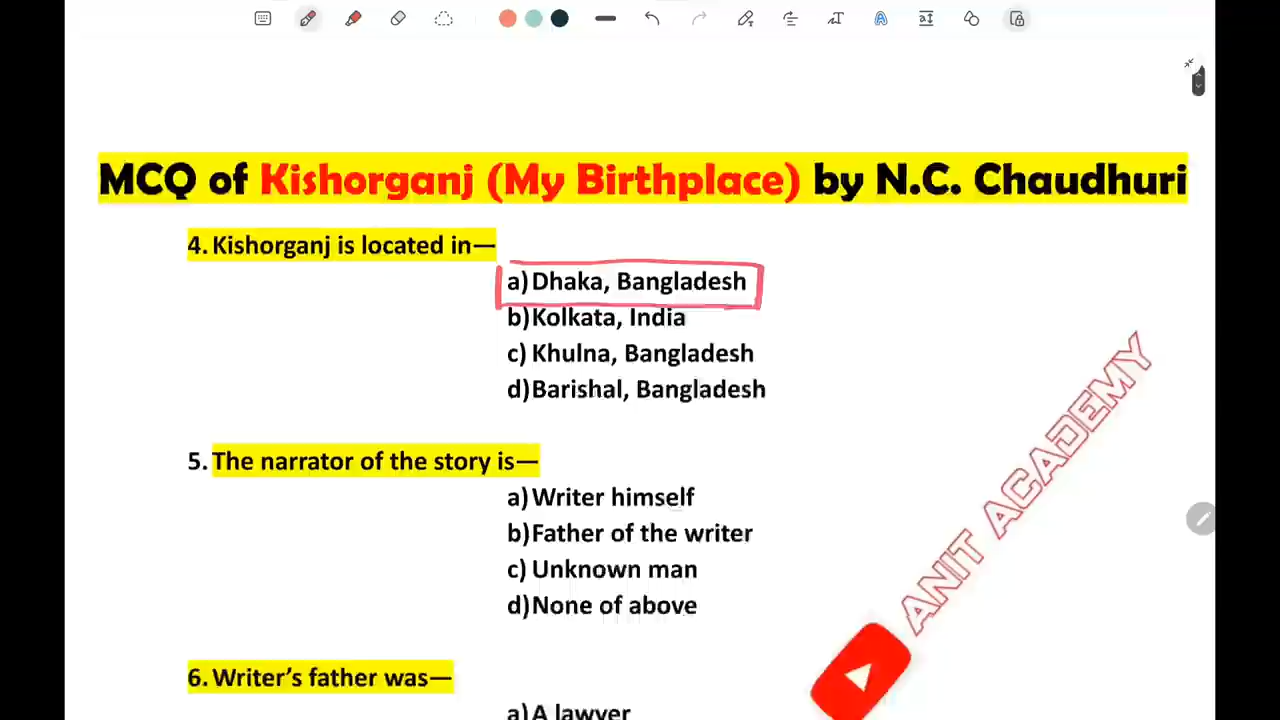 MCQ of Kishorganj (My Birthplace) by N.C. Chaudhuri
4. Kishorganj is located in—
a) Dhaka, Bangladesh
b) Kolkata, India
c) Khulna, Bangladesh
d) Barishal, Bangladesh
5. The narrator of the story is—
a) Writer himself
b) Father of the writer
c) Unknown man
d) None of above
ANIT ACADEMY
6. Writer’s father was—
a) A lawyer